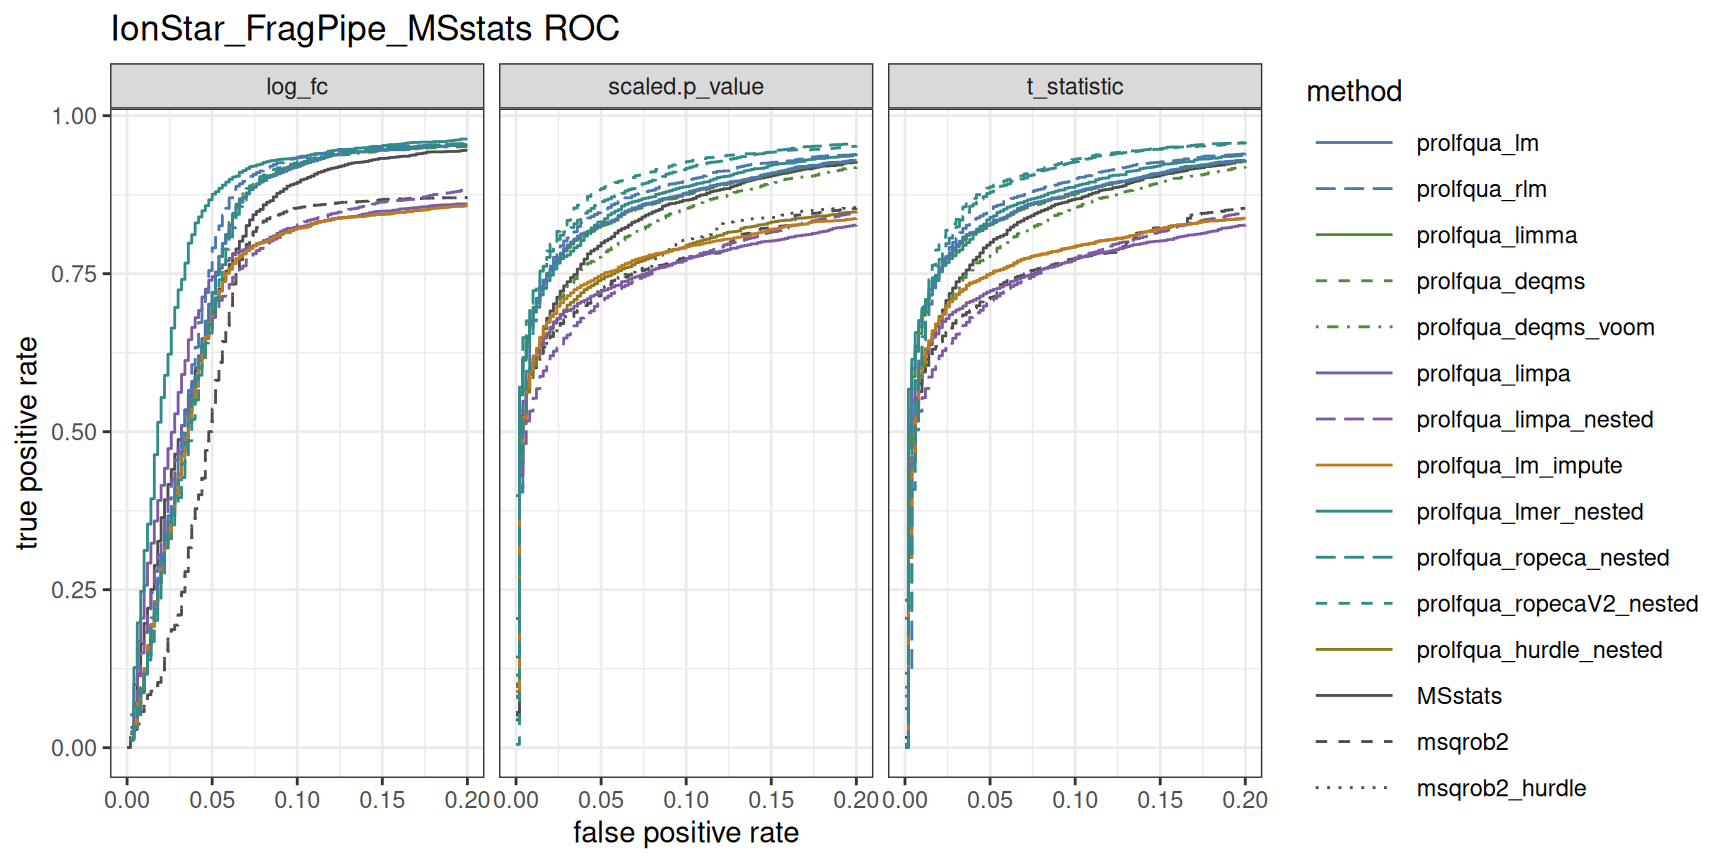 IonStar_FragPipe_MSstats ROC
log_fc
scaled.p_value
t_statistic
true positive rate
1.00
0.75
0.50
0.25
0.00
0.00 0.05 0.10 0.15 0.20
0.00 0.05 0.10 0.15 0.20
0.00 0.05 0.10 0.15 0.20
false positive rate
method
prolfqua_lm
prolfqua_rlm
prolfqua_limma
prolfqua_deqms
prolfqua_deqms_voom
prolfqua_limpa
prolfqua_limpa_nested
prolfqua_lm_impute
prolfqua_lmer_nested
prolfqua_ropeca_nested
prolfqua_ropecaV2_nested
prolfqua_hurdle_nested
MSstats
msqrob2
msqrob2_hurdle